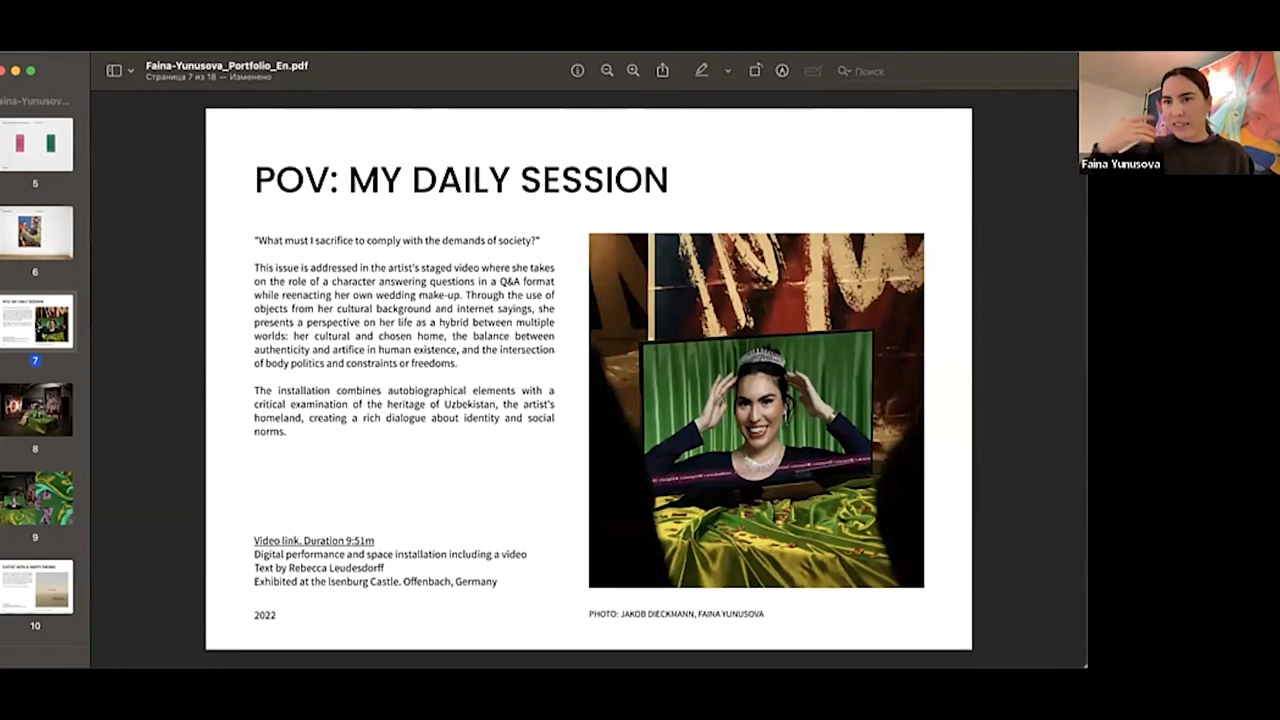 Faina-Yunusova_Portfolio_En.pdf
Страница 7 из 18 — Изменено
Поиск
aina-Yunusov...
5
6
7
8
9
10
POV: MY DAILY SESSION
"What must I sacrifice to comply with the demands of society?"
This issue is addressed in the artist's staged video where she takes
on the role of a character answering questions in a Q&A format
while reenacting her own wedding make-up. Through the use of
objects from her cultural background and internet sayings, she
presents a perspective on her life as a hybrid between multiple
worlds: her cultural and chosen home, the balance between
authenticity and artifice in human existence, and the intersection
of body politics and constraints or freedoms.
The installation combines autobiographical elements with a
critical examination of the heritage of Uzbekistan, the artist's
homeland, creating a rich dialogue about identity and social
norms.
Video link. Duration 9:51m
Digital performance and space installation including a video
Text by Rebecca Leudesdorff
Exhibited at the Isenburg Castle. Offenbach, Germany
2022
PHOTO: JAKOB DIECKMANN, FAINA YUNUSOVA
Faina Yunusova